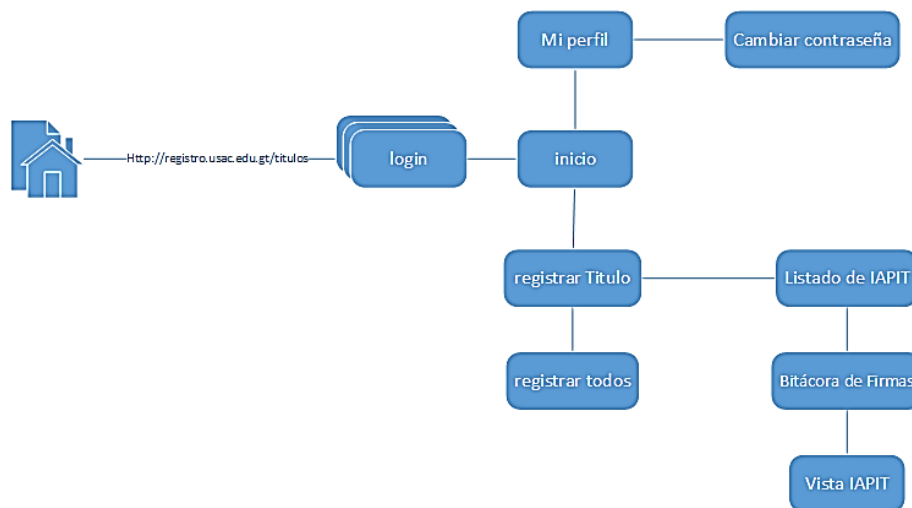 Mi perfil
Cambiar contraseña
Http://registro.usac.edu.gt/titulos
login
inicio
registrar Titulo
Listado de IAPIT
registrar todos
Bitácora de Firmas
Vista IAPIT